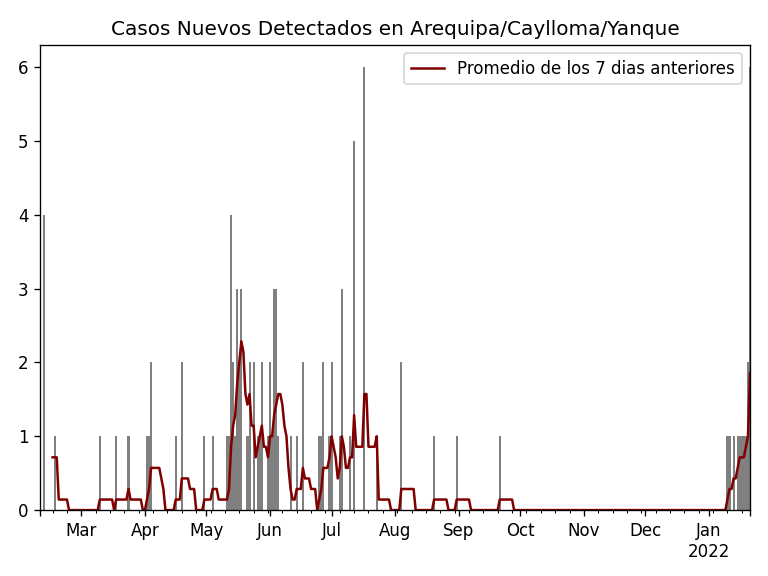 Casos Nuevos Detectados en Arequipa/Caylloma/Yanque
Promedio de los 7 dias anteriores
6
5
4
3
2
1
0
Mar Apr May Jun Jul Aug Sep Oct Nov Dec Jan
2022